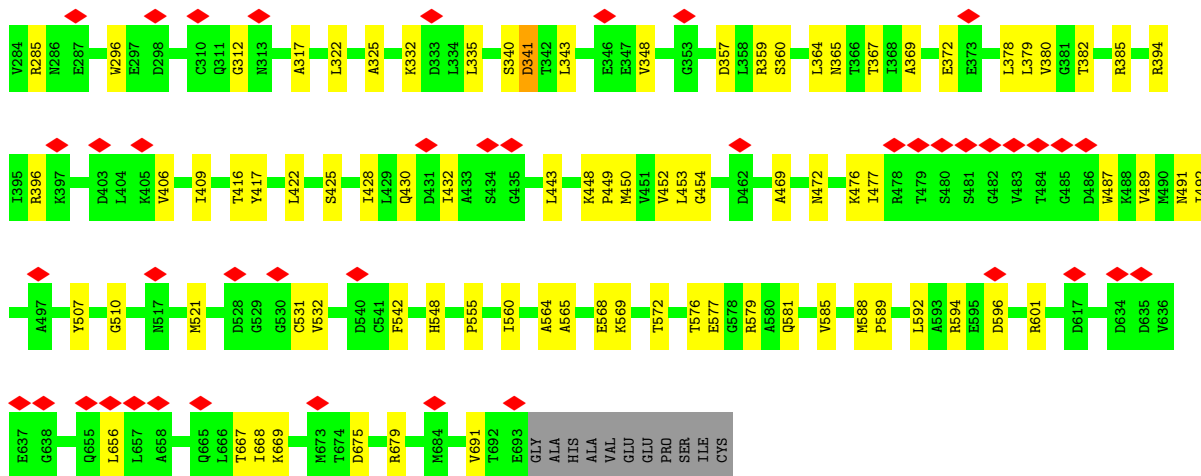 V284 R285 N286 E287 W296 E297 D298 C310 Q311 G312 N313 A317 L322 A325 K332 D333 L334 L335 S340 D341 T342 L343 E346 E347 V348 G353 D357 L358 R359 S360 L364 N365 T366 T367 I368 A369 E372 E373 L378 L379 V380 G381 T382 R385 R394
I395 R396 K397 D403 L404 K405 V406 I409 T416 Y417 L422 S425 I428 L429 Q430 D431 I432 A433 S434 G435 L443 K448 P449 M450 V451 V452 L453 G454 D462 A469 N472 K476 I477 R478 T479 S480 S481 G482 V483 T484 G485 D486 W487 K488 V489 M490 N491 I492
A497 Y507 G510 N517 M521 D528 G529 G530 C531 V532 D540 C541 F542 H548 P555 I560 A564 A565 E568 K569 T572 T576 E577 G578 R579 A580 Q581 V585 M588 P589 L592 A593 R594 E595 D596 R601 D617 D634 D635 V636
E637 G638 Q655 L656 L657 A658 Q665 L666 T667 I668 K669 M673 T674 D675 R679 M684 V691 T692 E693 GLY ALA HIS ALA VAL GLU GLU PRO SER ILE CYS